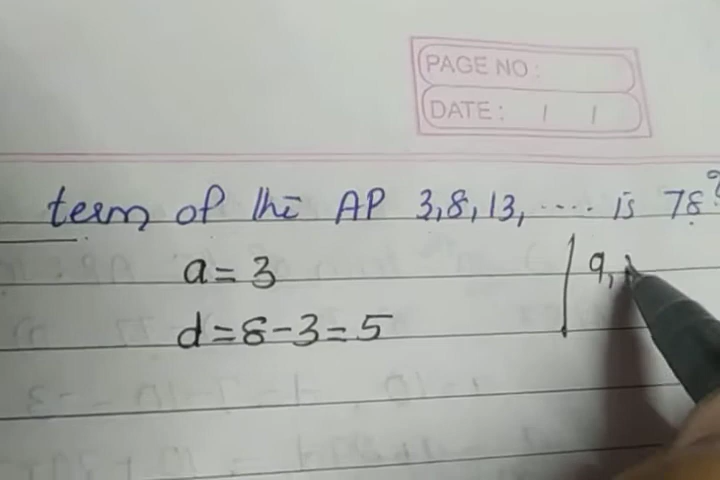 PAGE NO :
DATE : / /
term of the AP 3,8,13, .... is 78?
a = 3
d = 8-3 = 5
a,